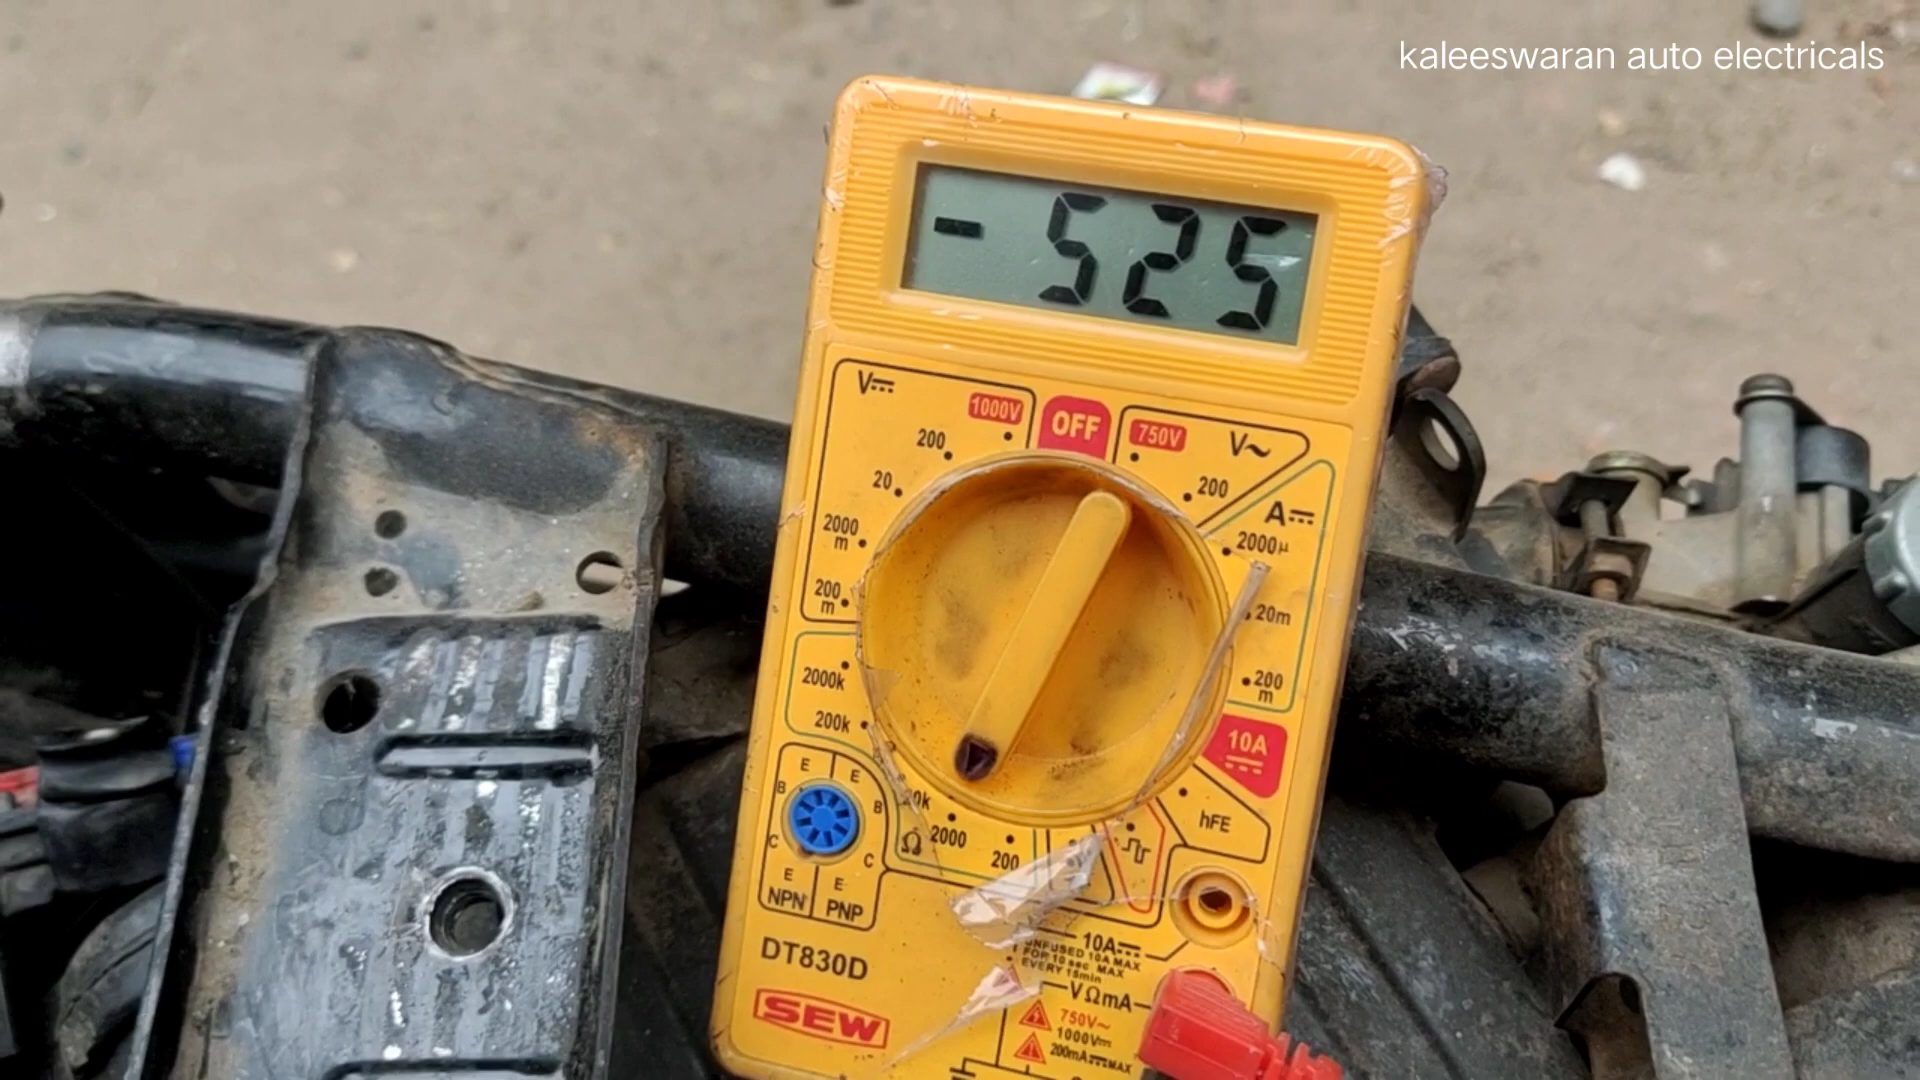 kaleeswaran auto electricals
- 525
V⎓
1000V
OFF
750V
V~
200
200
20
A⎓
2000
m
2000µ
200
m
20m
2000k
200
m
200k
10A
E
E
B
B
hFE
Ω
2000
200
C
C
E
E
NPN
PNP
10A⎓
UNFUSED 10A MAX
FOR 10 sec MAX
EVERY 15min
DT830D
VΩmA
SEW
750V~
1000V⎓
200mA⎓MAX